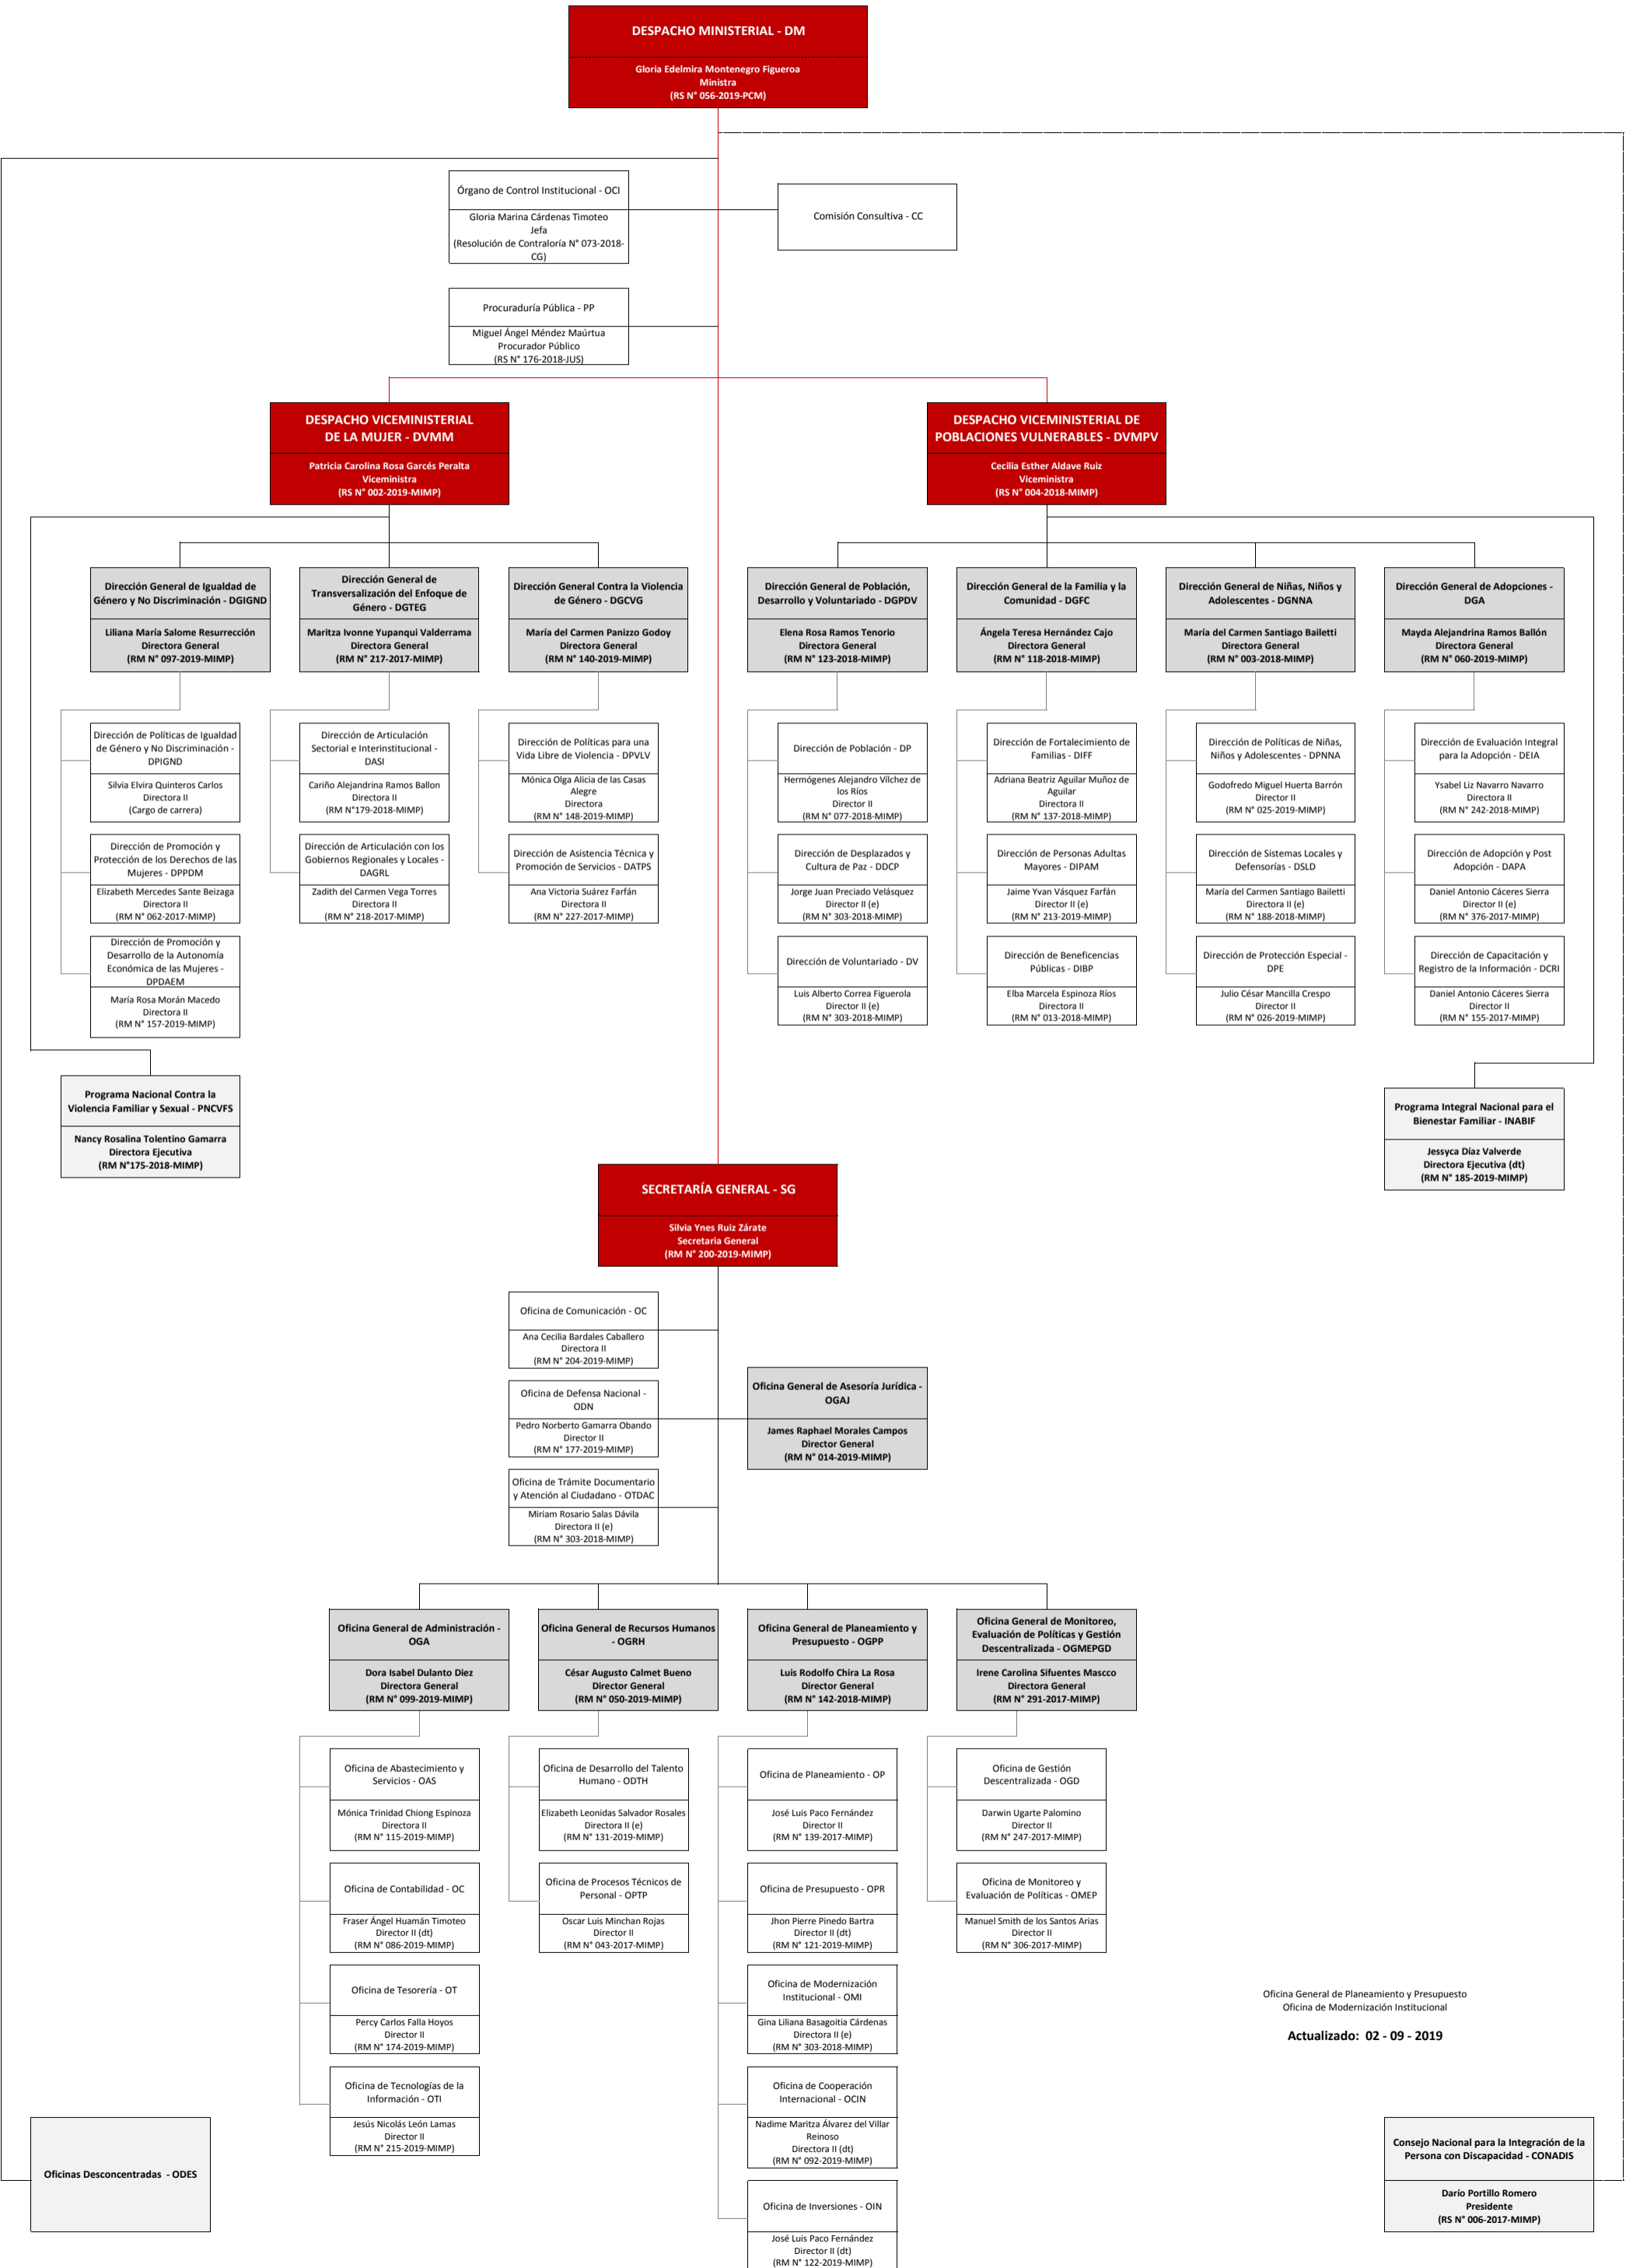 DESPACHO MINISTERIAL - DM
Gloria Edelmira Montenegro Figueroa
Ministra
(RS N° 056-2019-PCM)
Órgano de Control Institucional - OCI
Gloria Marina Cárdenas Timoteo
Jefa
(Resolución de Contraloría N° 073-2018-
CG)
Comisión Consultiva - CC
Procuraduría Pública - PP
Miguel Ángel Méndez Maúrtua
Procurador Público
(RS N° 176-2018-JUS)
DESPACHO VICEMINISTERIAL
DE LA MUJER - DVMM
Patricia Carolina Rosa Garcés Peralta
Viceministra
(RS N° 002-2019-MIMP)
DESPACHO VICEMINISTERIAL DE
POBLACIONES VULNERABLES - DVMPV
Cecilia Esther Aldave Ruiz
Viceministra
(RS N° 004-2018-MIMP)
Dirección General de Igualdad de
Género y No Discriminación - DGIGND
Liliana María Salome Resurrección
Directora General
(RM N° 097-2019-MIMP)
Dirección General de
Transversalización del Enfoque de
Género - DGTEG
Maritza Ivonne Yupanqui Valderrama
Directora General
(RM N° 217-2017-MIMP)
Dirección General Contra la Violencia
de Género - DGCVG
María del Carmen Panizzo Godoy
Directora General
(RM N° 140-2019-MIMP)
Dirección General de Población,
Desarrollo y Voluntariado - DGPDV
Elena Rosa Ramos Tenorio
Directora General
(RM N° 123-2018-MIMP)
Dirección General de la Familia y la
Comunidad - DGFC
Ángela Teresa Hernández Cajo
Directora General
(RM N° 118-2018-MIMP)
Dirección General de Niñas, Niños y
Adolescentes - DGNNA
María del Carmen Santiago Bailetti
Directora General
(RM N° 003-2018-MIMP)
Dirección General de Adopciones -
DGA
Mayda Alejandrina Ramos Ballón
Directora General
(RM N° 060-2019-MIMP)
Dirección de Políticas de Igualdad
de Género y No Discriminación -
DPIGND
Silvia Elvira Quinteros Carlos
Directora II
(Cargo de carrera)
Dirección de Articulación
Sectorial e Interinstitucional -
DASI
Cariño Alejandrina Ramos Ballon
Directora II
(RM N°179-2018-MIMP)
Dirección de Políticas para una
Vida Libre de Violencia - DPVLV
Mónica Olga Alicia de las Casas
Alegre
Directora
(RM N° 148-2019-MIMP)
Dirección de Población - DP
Hermógenes Alejandro Vílchez de
los Ríos
Director II
(RM N° 077-2018-MIMP)
Dirección de Fortalecimiento de
Familias - DIFF
Adriana Beatriz Aguilar Muñoz de
Aguilar
Directora II
(RM N° 137-2018-MIMP)
Dirección de Políticas de Niñas,
Niños y Adolescentes - DPNNA
Godofredo Miguel Huerta Barrón
Director II
(RM N° 025-2019-MIMP)
Dirección de Evaluación Integral
para la Adopción - DEIA
Ysabel Liz Navarro Navarro
Directora II
(RM N° 242-2018-MIMP)
Dirección de Promoción y
Protección de los Derechos de las
Mujeres - DPPDM
Elizabeth Mercedes Sante Beizaga
Directora II
(RM N° 062-2017-MIMP)
Dirección de Articulación con los
Gobiernos Regionales y Locales -
DAGRL
Zadith del Carmen Vega Torres
Directora II
(RM N° 218-2017-MIMP)
Dirección de Asistencia Técnica y
Promoción de Servicios - DATPS
Ana Victoria Suárez Farfán
Directora II
(RM N° 227-2017-MIMP)
Dirección de Desplazados y
Cultura de Paz - DDCP
Jorge Juan Preciado Velásquez
Director II (e)
(RM N° 303-2018-MIMP)
Dirección de Personas Adultas
Mayores - DIPAM
Jaime Yvan Vásquez Farfán
Director II (e)
(RM N° 213-2019-MIMP)
Dirección de Sistemas Locales y
Defensorías - DSLD
María del Carmen Santiago Bailetti
Directora II (e)
(RM N° 188-2018-MIMP)
Dirección de Adopción y Post
Adopción - DAPA
Daniel Antonio Cáceres Sierra
Director II (e)
(RM N° 376-2017-MIMP)
Dirección de Promoción y
Desarrollo de la Autonomía
Económica de las Mujeres -
DPDAEM
María Rosa Morán Macedo
Directora II
(RM N° 157-2019-MIMP)
Dirección de Voluntariado - DV
Luis Alberto Correa Figuerola
Director II (e)
(RM N° 303-2018-MIMP)
Dirección de Beneficencias
Públicas - DIBP
Elba Marcela Espinoza Ríos
Directora II
(RM N° 013-2018-MIMP)
Dirección de Protección Especial -
DPE
Julio César Mancilla Crespo
Director II
(RM N° 026-2019-MIMP)
Dirección de Capacitación y
Registro de la Información - DCRI
Daniel Antonio Cáceres Sierra
Director II
(RM N° 155-2017-MIMP)
Programa Nacional Contra la
Violencia Familiar y Sexual - PNCVFS
Nancy Rosalina Tolentino Gamarra
Directora Ejecutiva
(RM N°175-2018-MIMP)
Programa Integral Nacional para el
Bienestar Familiar - INABIF
Jessyca Díaz Valverde
Directora Ejecutiva (dt)
(RM N° 185-2019-MIMP)
SECRETARÍA GENERAL - SG
Silvia Ynes Ruiz Zárate
Secretaria General
(RM N° 200-2019-MIMP)
Oficina de Comunicación - OC
Ana Cecilia Bardales Caballero
Directora II
(RM N° 204-2019-MIMP)
Oficina de Defensa Nacional -
ODN
Pedro Norberto Gamarra Obando
Director II
(RM N° 177-2019-MIMP)
Oficina General de Asesoría Jurídica -
OGAJ
James Raphael Morales Campos
Director General
(RM N° 014-2019-MIMP)
Oficina de Trámite Documentario
y Atención al Ciudadano - OTDAC
Miriam Rosario Salas Dávila
Directora II (e)
(RM N° 303-2018-MIMP)
Oficina General de Administración -
OGA
Dora Isabel Dulanto Diez
Directora General
(RM N° 099-2019-MIMP)
Oficina General de Recursos Humanos
- OGRH
César Augusto Calmet Bueno
Director General
(RM N° 050-2019-MIMP)
Oficina General de Planeamiento y
Presupuesto - OGPP
Luis Rodolfo Chira La Rosa
Director General
(RM N° 142-2018-MIMP)
Oficina General de Monitoreo,
Evaluación de Políticas y Gestión
Descentralizada - OGMEPGD
Irene Carolina Sifuentes Mascco
Directora General
(RM N° 291-2017-MIMP)
Oficina de Abastecimiento y
Servicios - OAS
Mónica Trinidad Chiong Espinoza
Directora II
(RM N° 115-2019-MIMP)
Oficina de Desarrollo del Talento
Humano - ODTH
Elizabeth Leonidas Salvador Rosales
Directora II (e)
(RM N° 131-2019-MIMP)
Oficina de Planeamiento - OP
José Luis Paco Fernández
Director II
(RM N° 139-2017-MIMP)
Oficina de Gestión
Descentralizada - OGD
Darwin Ugarte Palomino
Director II
(RM N° 247-2017-MIMP)
Oficina de Contabilidad - OC
Fraser Ángel Huamán Timoteo
Director II (dt)
(RM N° 086-2019-MIMP)
Oficina de Procesos Técnicos de
Personal - OPTP
Oscar Luis Minchan Rojas
Director II
(RM N° 043-2017-MIMP)
Oficina de Presupuesto - OPR
Jhon Pierre Pinedo Bartra
Director II (dt)
(RM N° 121-2019-MIMP)
Oficina de Monitoreo y
Evaluación de Políticas - OMEP
Manuel Smith de los Santos Arias
Director II
(RM N° 306-2017-MIMP)
Oficina de Tesorería - OT
Percy Carlos Falla Hoyos
Director II
(RM N° 174-2019-MIMP)
Oficina de Modernización
Institucional - OMI
Gina Liliana Basagoitia Cárdenas
Directora II (e)
(RM N° 303-2018-MIMP)
Oficina General de Planeamiento y Presupuesto
Oficina de Modernización Institucional
Actualizado: 02 - 09 - 2019
Oficina de Tecnologías de la
Información - OTI
Jesús Nicolás León Lamas
Director II
(RM N° 215-2019-MIMP)
Oficina de Cooperación
Internacional - OCIN
Nadime Maritza Álvarez del Villar
Reinoso
Directora II (dt)
(RM N° 092-2019-MIMP)
Oficinas Desconcentradas - ODES
Consejo Nacional para la Integración de la
Persona con Discapacidad - CONADIS
Darío Portillo Romero
Presidente
(RS N° 006-2017-MIMP)
Oficina de Inversiones - OIN
José Luis Paco Fernández
Director II (dt)
(RM N° 122-2019-MIMP)